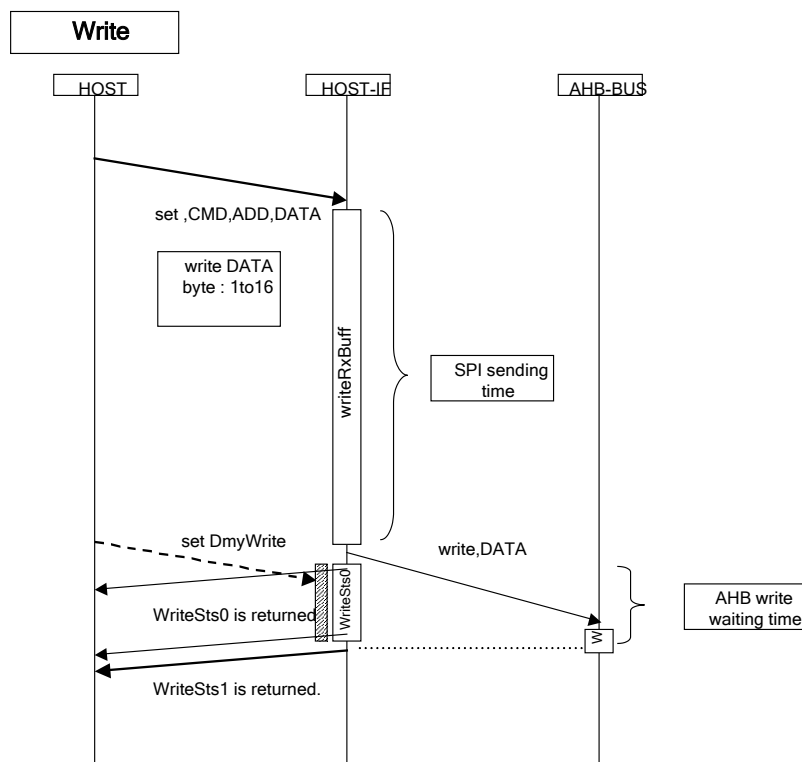 Write
HOST
HOST-IF
AHB-BUS
set ,CMD,ADD,DATA
write DATA
byte : 1to16
writeRxBuff
SPI sending
time
set DmyWrite
write,DATA
WriteSts0
WriteSts0 is returned
AHB write
waiting time
W
WriteSts1 is returned.